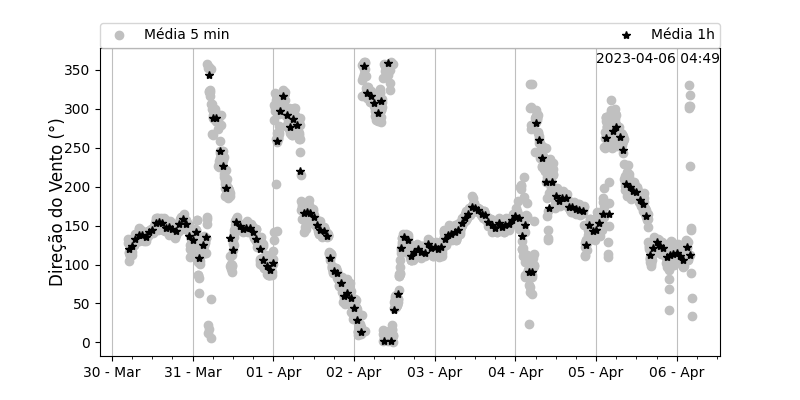 Média 5 min
Média 1h
2023-04-06 04:49
Direção do Vento (°)
350
300
250
200
150
100
50
0
30 - Mar
31 - Mar
01 - Apr
02 - Apr
03 - Apr
04 - Apr
05 - Apr
06 - Apr